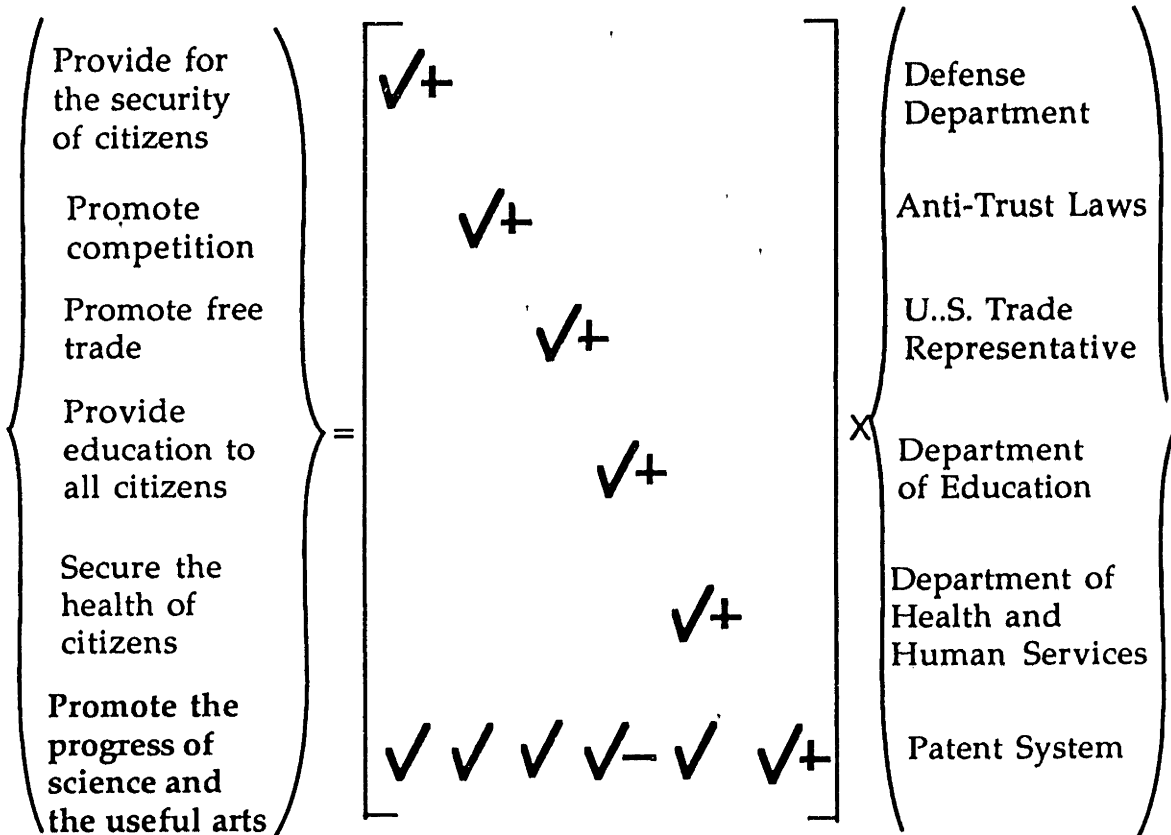 Provide for
the security
of citizens
✓+
Defense
Department
Promote
competition
✓+
Anti-Trust Laws
Promote free
trade
✓+
U..S. Trade
Representative
Provide
education to
all citizens
=
✓+
X
Department
of Education
Secure the
health of
citizens
✓+
Department of
Health and
Human Services
Promote the
progress of
science and
the useful arts
✓ ✓ ✓ ✓- ✓ ✓+
Patent System